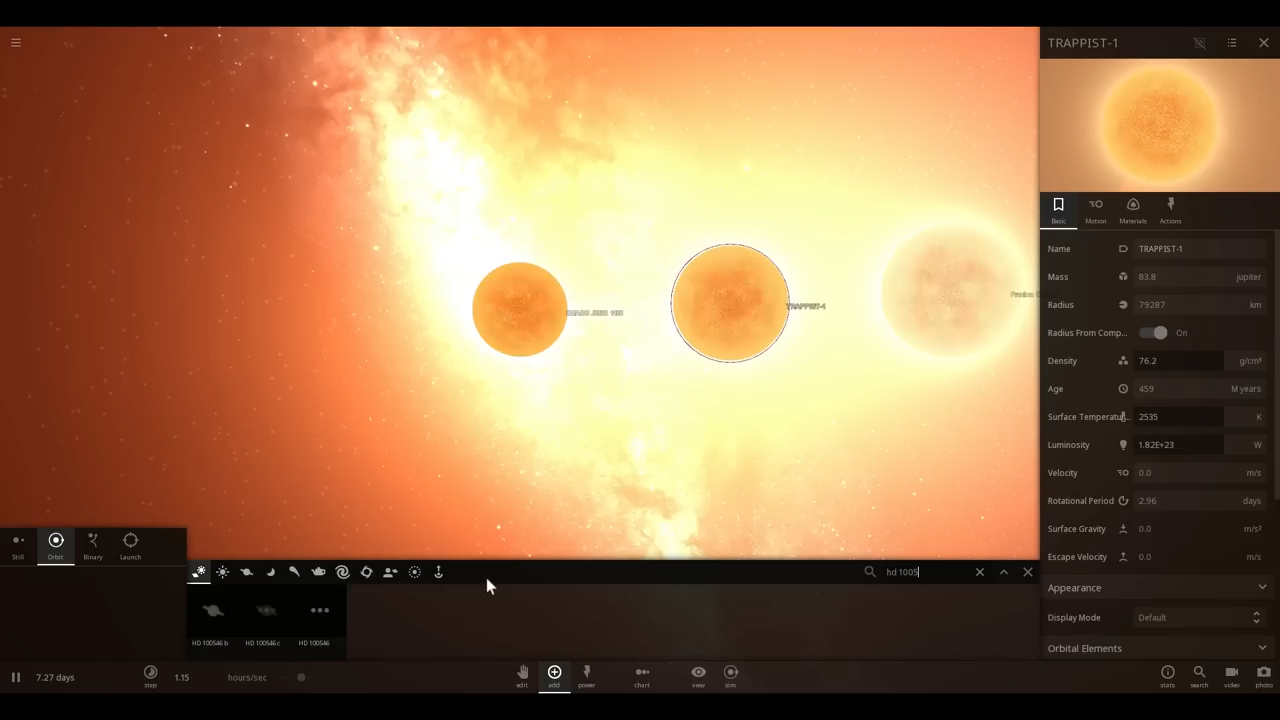 TRAPPIST-1
Basic
Motion
Materials
Actions
Name TRAPPIST-1
Mass 83.8 jupiter
Radius 79287 km
Radius From Comp... On
Density 76.2 g/cm³
Age 459 M years
Surface Temperatu... 2535 K
Luminosity 1.82E+23 W
Velocity 0.0 m/s
Rotational Period 2.96 days
Surface Gravity 0.0 m/s²
Escape Velocity 0.0 m/s
Appearance
Display Mode Default
Orbital Elements
TRAPPIST-1
Still
Orbit
Binary
Launch
hd 1005
HD 100546 b
HD 100546 c
HD 100546
7.27 days
step
1.15 hours/sec
edit
add
power
chart
view
sim
stats
search
video
photo